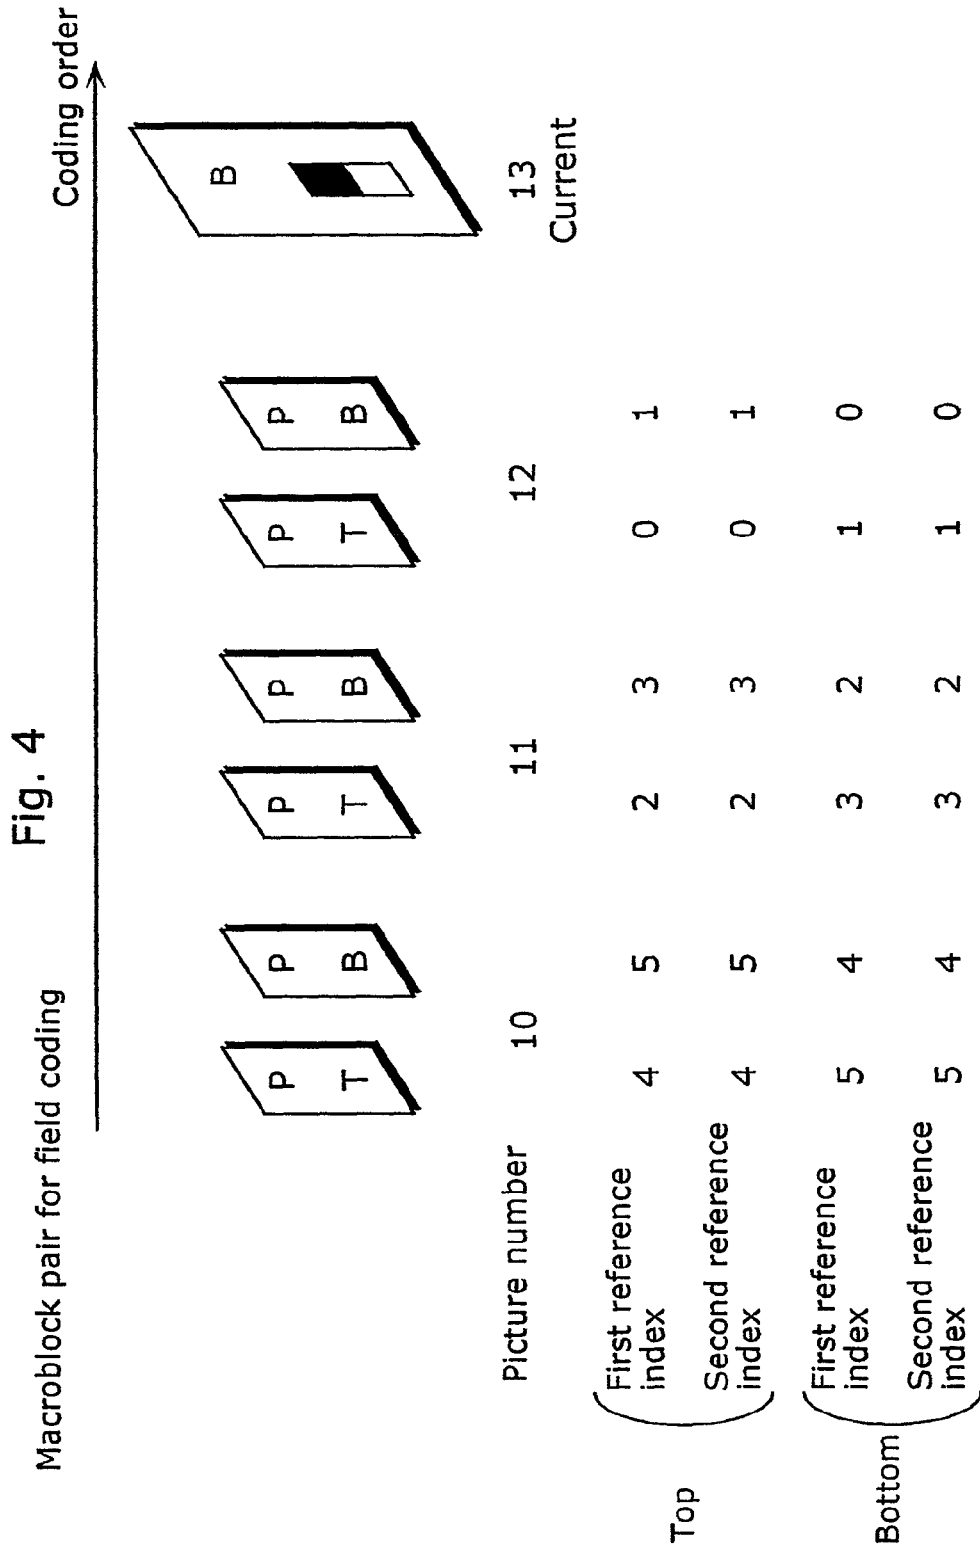 Fig. 4
Macroblock pair for field coding
Coding order
P T
P B
P T
P B
P T
P B
B
Picture number 10 11 12 13
Current
Top
First reference index 4 5 2 3 0 1
Second reference index 4 5 2 3 0 1
Bottom
First reference index 5 4 3 2 1 0
Second reference index 5 4 3 2 1 0